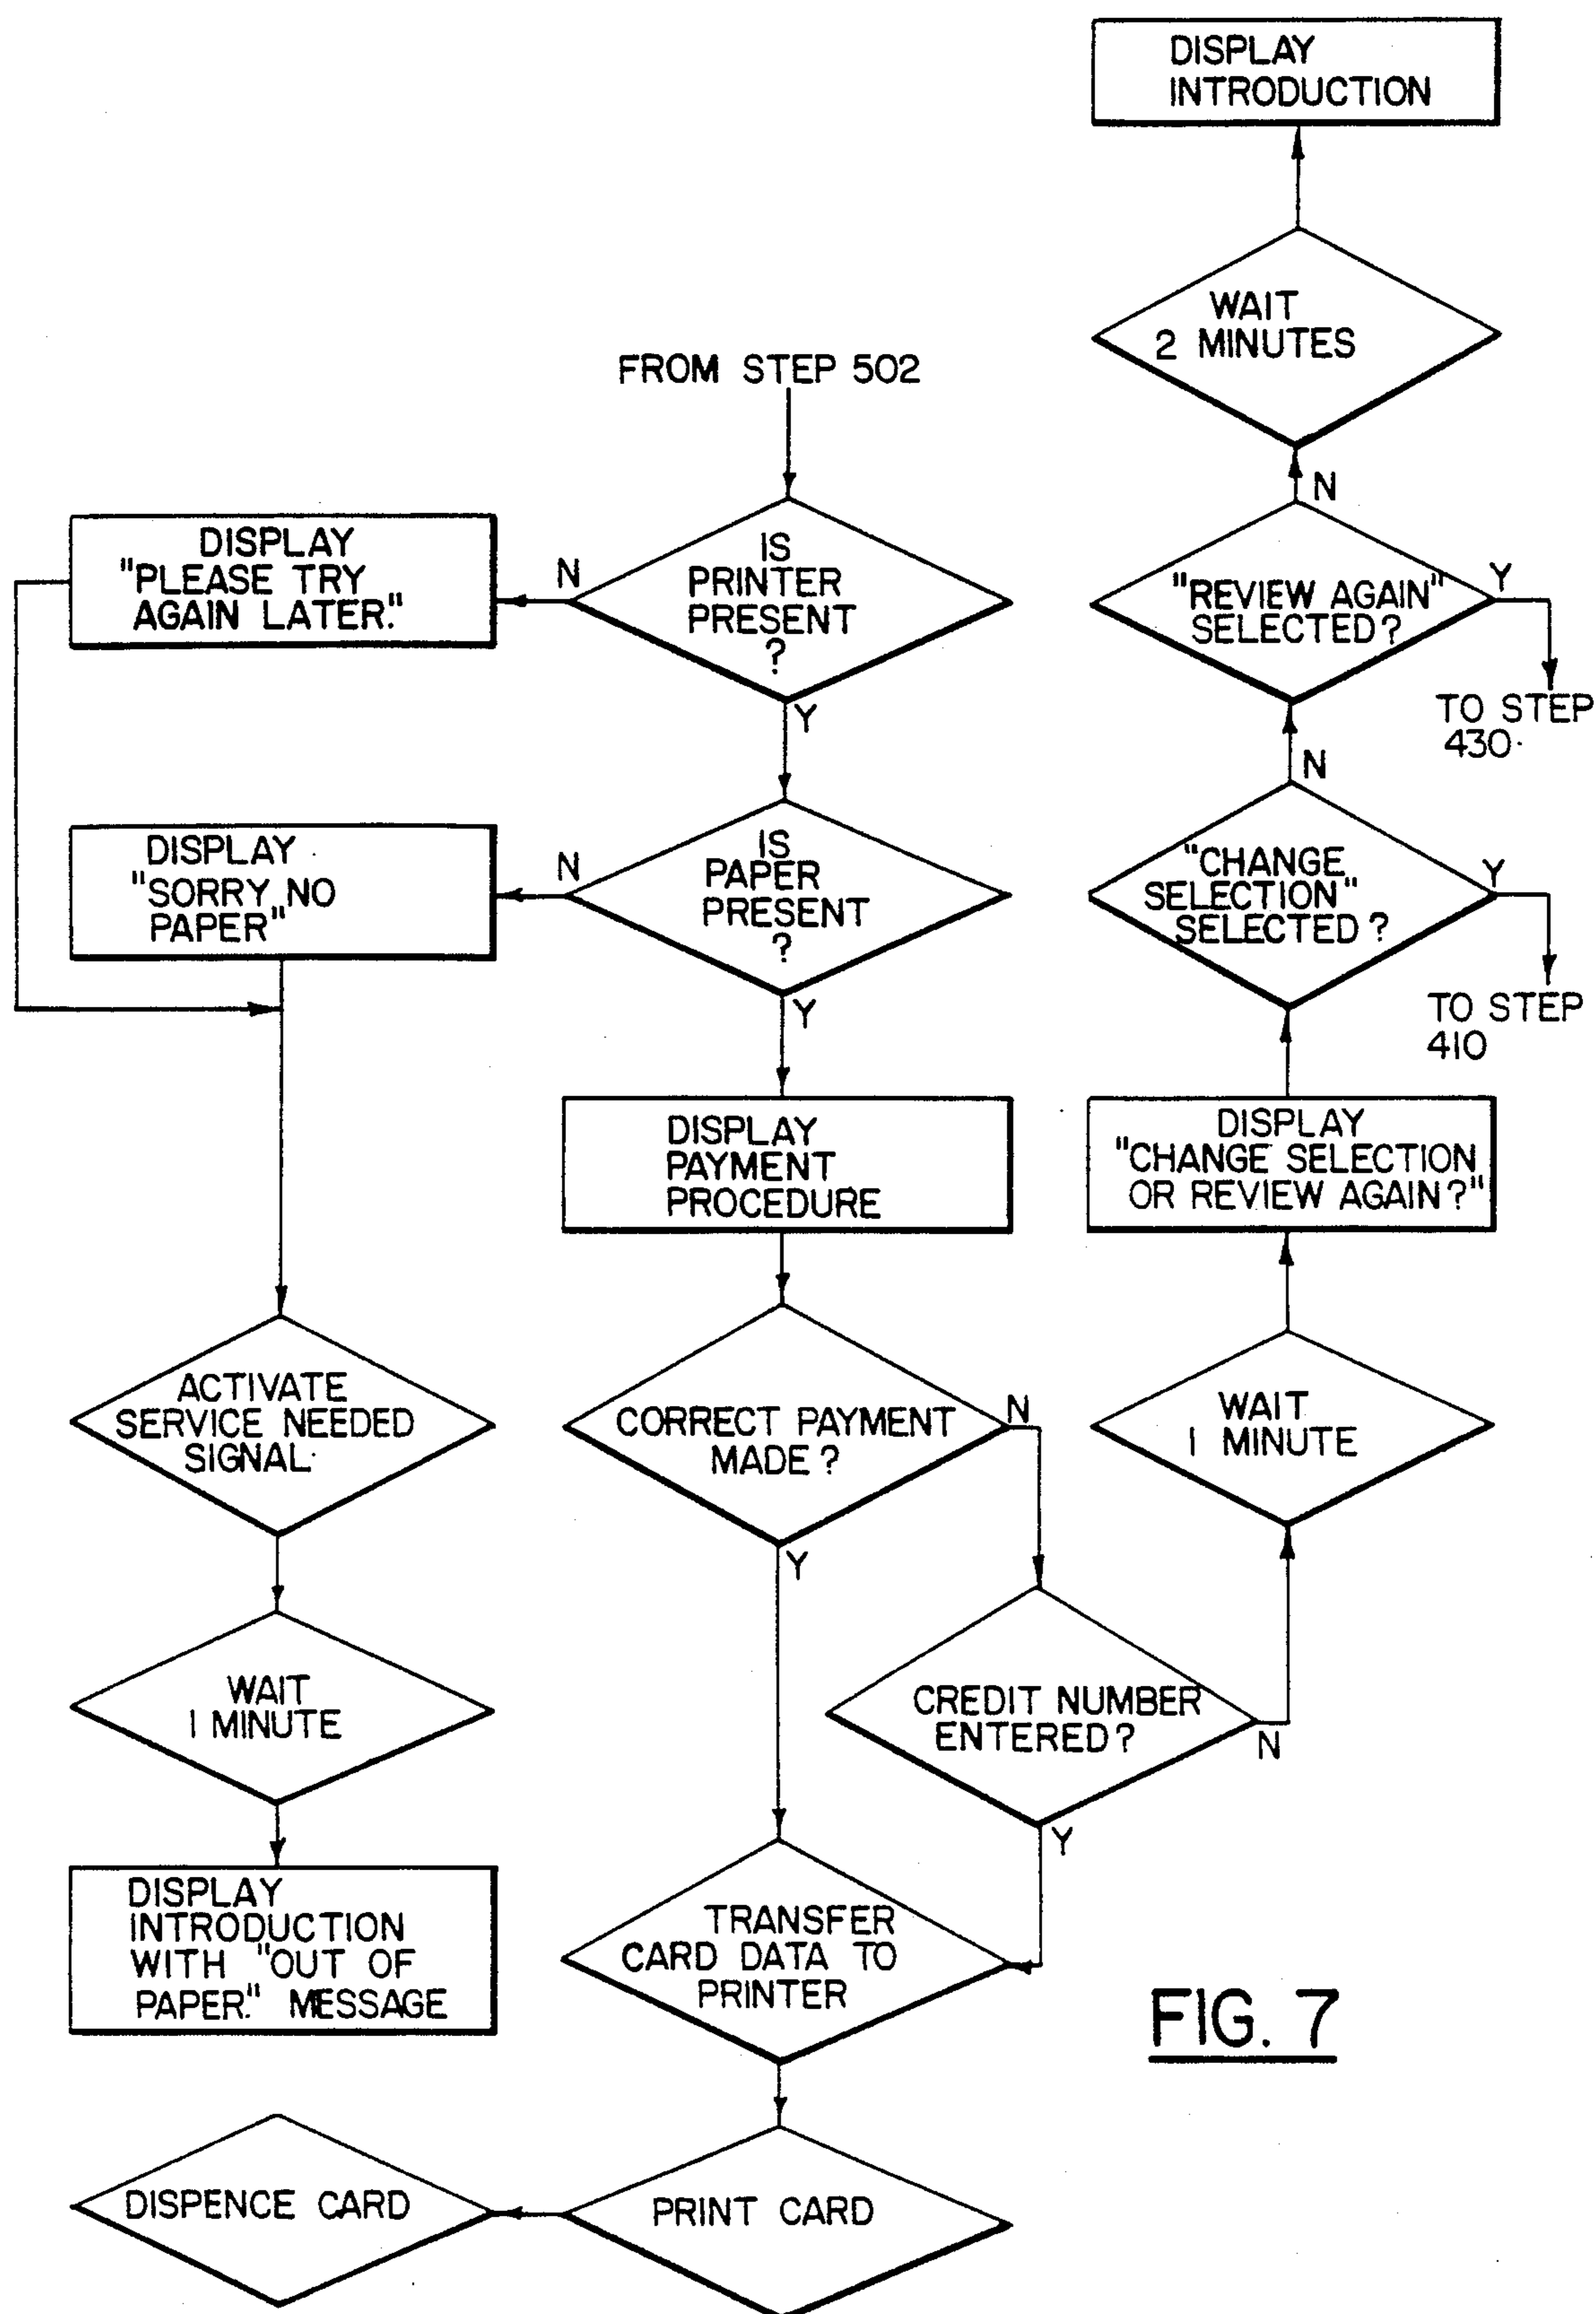 DISPLAY
INTRODUCTION
WAIT
2 MINUTES
N
"REVIEW AGAIN"
SELECTED?
Y
TO STEP
430
N
"CHANGE
SELECTION"
SELECTED?
Y
TO STEP
410
DISPLAY
"CHANGE SELECTION
OR REVIEW AGAIN?"
WAIT
1 MINUTE
FROM STEP 502
IS
PRINTER
PRESENT
?
N
Y
DISPLAY
"PLEASE TRY
AGAIN LATER."
IS
PAPER
PRESENT
?
N
Y
DISPLAY
"SORRY, NO
PAPER"
DISPLAY
PAYMENT
PROCEDURE
ACTIVATE
SERVICE NEEDED
SIGNAL
CORRECT PAYMENT
MADE?
N
Y
WAIT
1 MINUTE
CREDIT NUMBER
ENTERED?
N
Y
DISPLAY
INTRODUCTION
WITH "OUT OF
PAPER." MESSAGE
TRANSFER
CARD DATA TO
PRINTER
DISPENCE CARD
PRINT CARD
FIG. 7